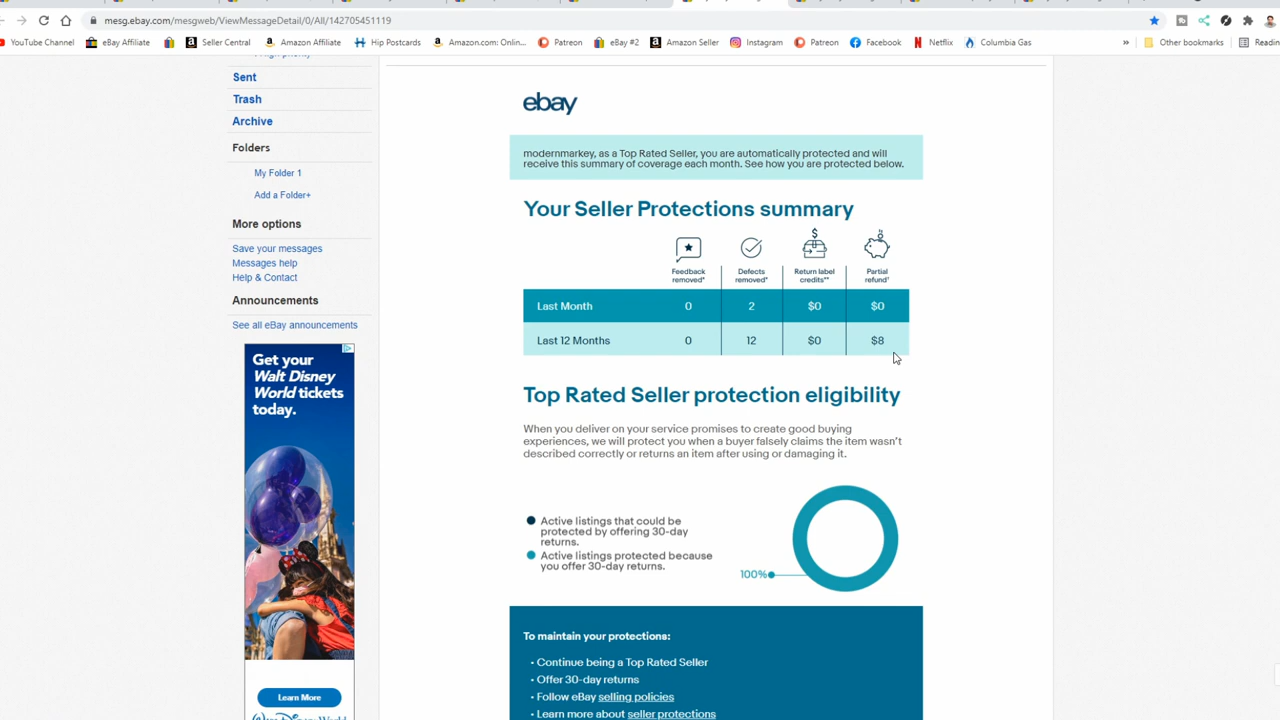 mesg.ebay.com/mesgweb/ViewMessageDetail/0/All/142705451119
YouTube Channel
eBay Affiliate
Seller Central
Amazon Affiliate
Hip Postcards
Amazon.com: Onlin...
Patreon
eBay #2
Amazon Seller
Instagram
Patreon
Facebook
Netflix
Columbia Gas
»
Other bookmarks
Sent
Trash
Archive
Folders
My Folder 1
Add a Folder+
More options
Save your messages
Messages help
Help & Contact
Announcements
See all eBay announcements
Get your
Walt Disney
World tickets
today.
Learn More
ebay
modernmarkey, as a Top Rated Seller, you are automatically protected and will
receive this summary of coverage each month. See how you are protected below.
Your Seller Protections summary
Feedback
removed*
Defects
removed*
Return label
credits**
Partial
refund†
Last Month 0 2 $0 $0
Last 12 Months 0 12 $0 $8
Top Rated Seller protection eligibility
When you deliver on your service promises to create good buying
experiences, we will protect you when a buyer falsely claims the item wasn't
described correctly or returns an item after using or damaging it.
Active listings that could be
protected by offering 30-day
returns.
Active listings protected because
you offer 30-day returns.
100%
To maintain your protections:
• Continue being a Top Rated Seller
• Offer 30-day returns
• Follow eBay selling policies
• Learn more about seller protections